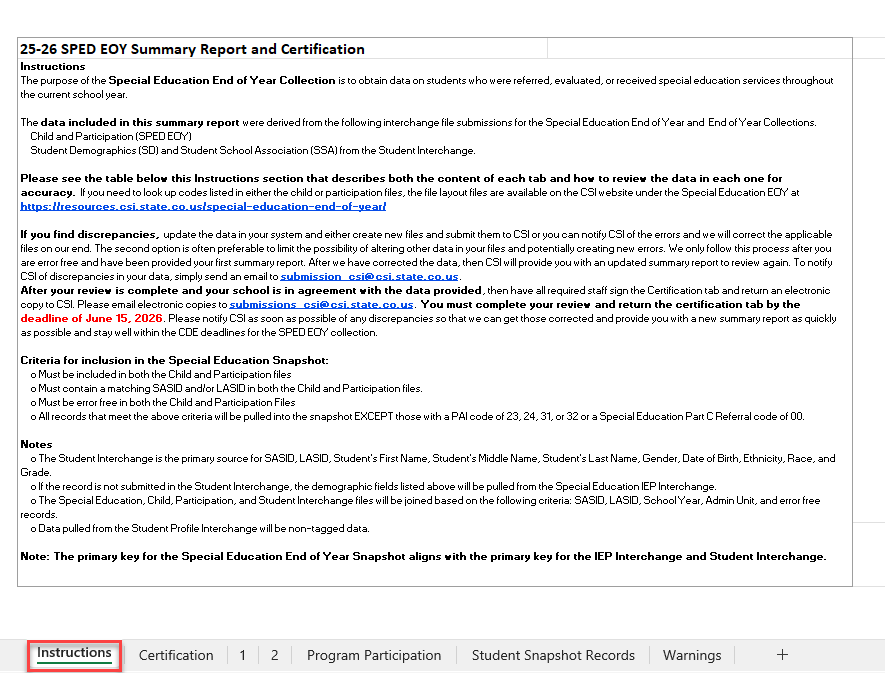 25-26 SPED EOY Summary Report and Certification
Instructions
The purpose of the Special Education End of Year Collection is to obtain data on students who were referred, evaluated, or received special education services throughout
the current school year.
The data included in this summary report were derived from the following interchange file submissions for the Special Education End of Year and End of Year Collections.
Child and Participation (SPED EOY)
Student Demographics (SD) and Student School Association (SSA) from the Student Interchange.
Please see the table below this Instructions section that describes both the content of each tab and how to review the data in each one for
accuracy. If you need to look up codes listed in either the child or participation files, the file layout files are available on the CSI website under the Special Education EOY at
https://resources.csi.state.co.us/special-education-end-of-year/
If you find discrepancies, update the data in your system and either create new files and submit them to CSI or you can notify CSI of the errors and we will correct the applicable
files on our end. The second option is often preferable to limit the possibility of altering other data in your files and potentially creating new errors. We only follow this process after you
are error free and have been provided your first summary report. After we have corrected the data, then CSI will provide you with an updated summary report to review again. To notify
CSI of discrepancies in your data, simply send an email to submission_csi@csi.state.co.us.
After your review is complete and your school is in agreement with the data provided, then have all required staff sign the Certification tab and return an electronic
copy to CSI. Please email electronic copies to submissions_csi@csi.state.co.us. You must complete your review and return the certification tab by the
deadline of June 15, 2026. Please notify CSI as soon as possible of any discrepancies so that we can get those corrected and provide you with a new summary report as quickly
as possible and stay well within the CDE deadlines for the SPED EOY collection.
Criteria for inclusion in the Special Education Snapshot:
o Must be included in both the Child and Participation files
o Must contain a matching SASID and/or LASID in both the Child and Participation files.
o Must be error free in both the Child and Participation Files
o All records that meet the above criteria will be pulled into the snapshot EXCEPT those with a PAI code of 23, 24, 31, or 32 or a Special Education Part C Referral code of 00.
Notes
o The Student Interchange is the primary source for SASID, LASID, Student's First Name, Student's Middle Name, Student's Last Name, Gender, Date of Birth, Ethnicity, Race, and
Grade.
o If the record is not submitted in the Student Interchange, the demographic fields listed above will be pulled from the Special Education IEP Interchange.
o The Special Education, Child, Participation, and Student Interchange files will be joined based on the following criteria: SASID, LASID, School Year, Admin Unit, and error free
records.
o Data pulled from the Student Profile Interchange will be non-tagged data.
Note: The primary key for the Special Education End of Year Snapshot aligns with the primary key for the IEP Interchange and Student Interchange.
Instructions Certification 1 2 Program Participation Student Snapshot Records Warnings +